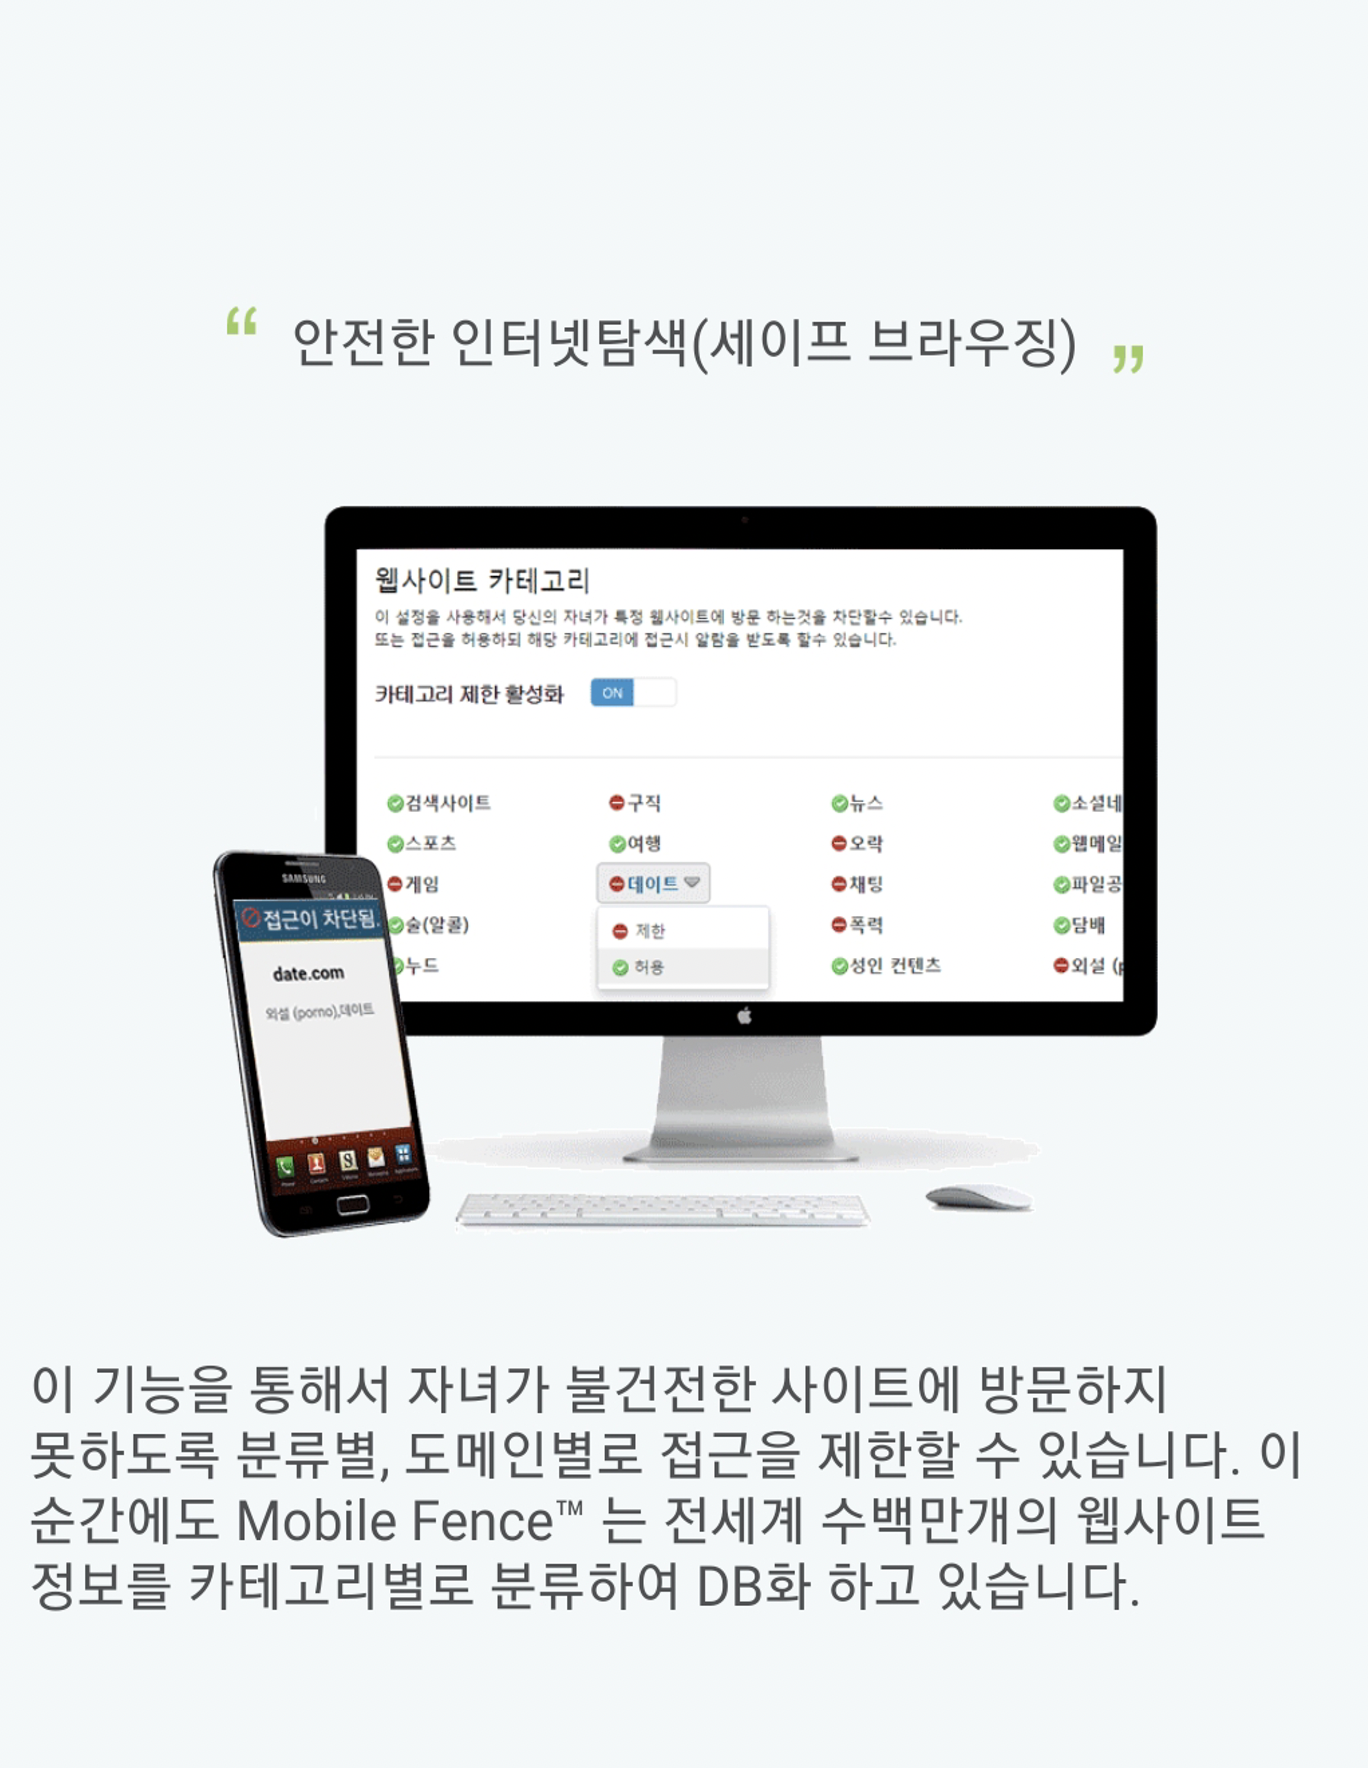 “ 안전한 인터넷탐색(세이프 브라우징) ”
웹사이트 카테고리
이 설정을 사용해서 당신의 자녀가 특정 웹사이트에 방문 하는것을 차단할수 있습니다.
또는 접근을 허용하되 해당 카테고리에 접근시 알람을 받도록 할수 있습니다.
카테고리 제한 활성화 ON
검색사이트 구직 뉴스 소셜네
스포츠 여행 오락 웹메일
게임 데이트 채팅 파일공
술(알콜) 제한 폭력 담배
누드 허용 성인 컨텐츠 외설 (p
SAMSUNG
접근이 차단됨.
date.com
외설 (porno),데이트
이 기능을 통해서 자녀가 불건전한 사이트에 방문하지
못하도록 분류별, 도메인별로 접근을 제한할 수 있습니다. 이
순간에도 Mobile Fence™ 는 전세계 수백만개의 웹사이트
정보를 카테고리별로 분류하여 DB화 하고 있습니다.